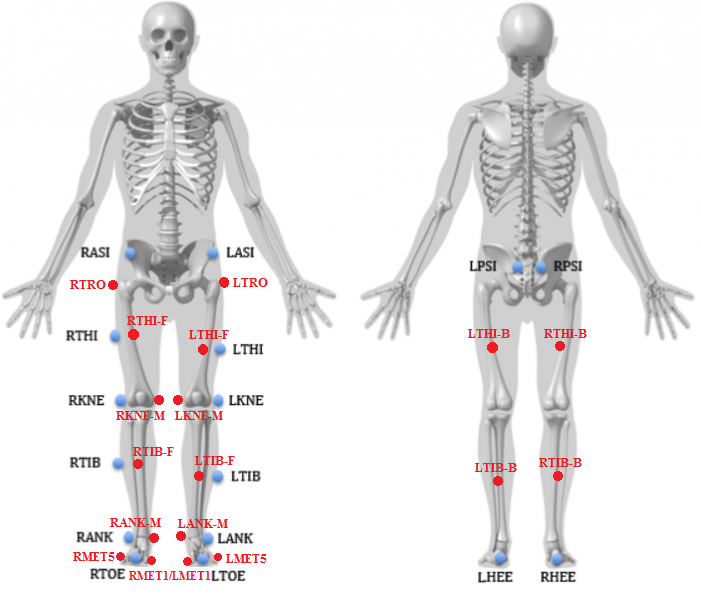 RASI LASI
LPSI RPSI
RTRO LTRO
RTHI-F
LTHI-F
RTHI LTHI
LTHI-B RTHI-B
RKNE LKNE
RKNE-M LKNE-M
RTIB-F
LTIB-F
RTIB LTIB
LTIB-B RTIB-B
RANK-M LANK-M
RANK LANK
RMET5 LMET5
RTOE RMET1/LMET1 LTOE
LHEE RHEE